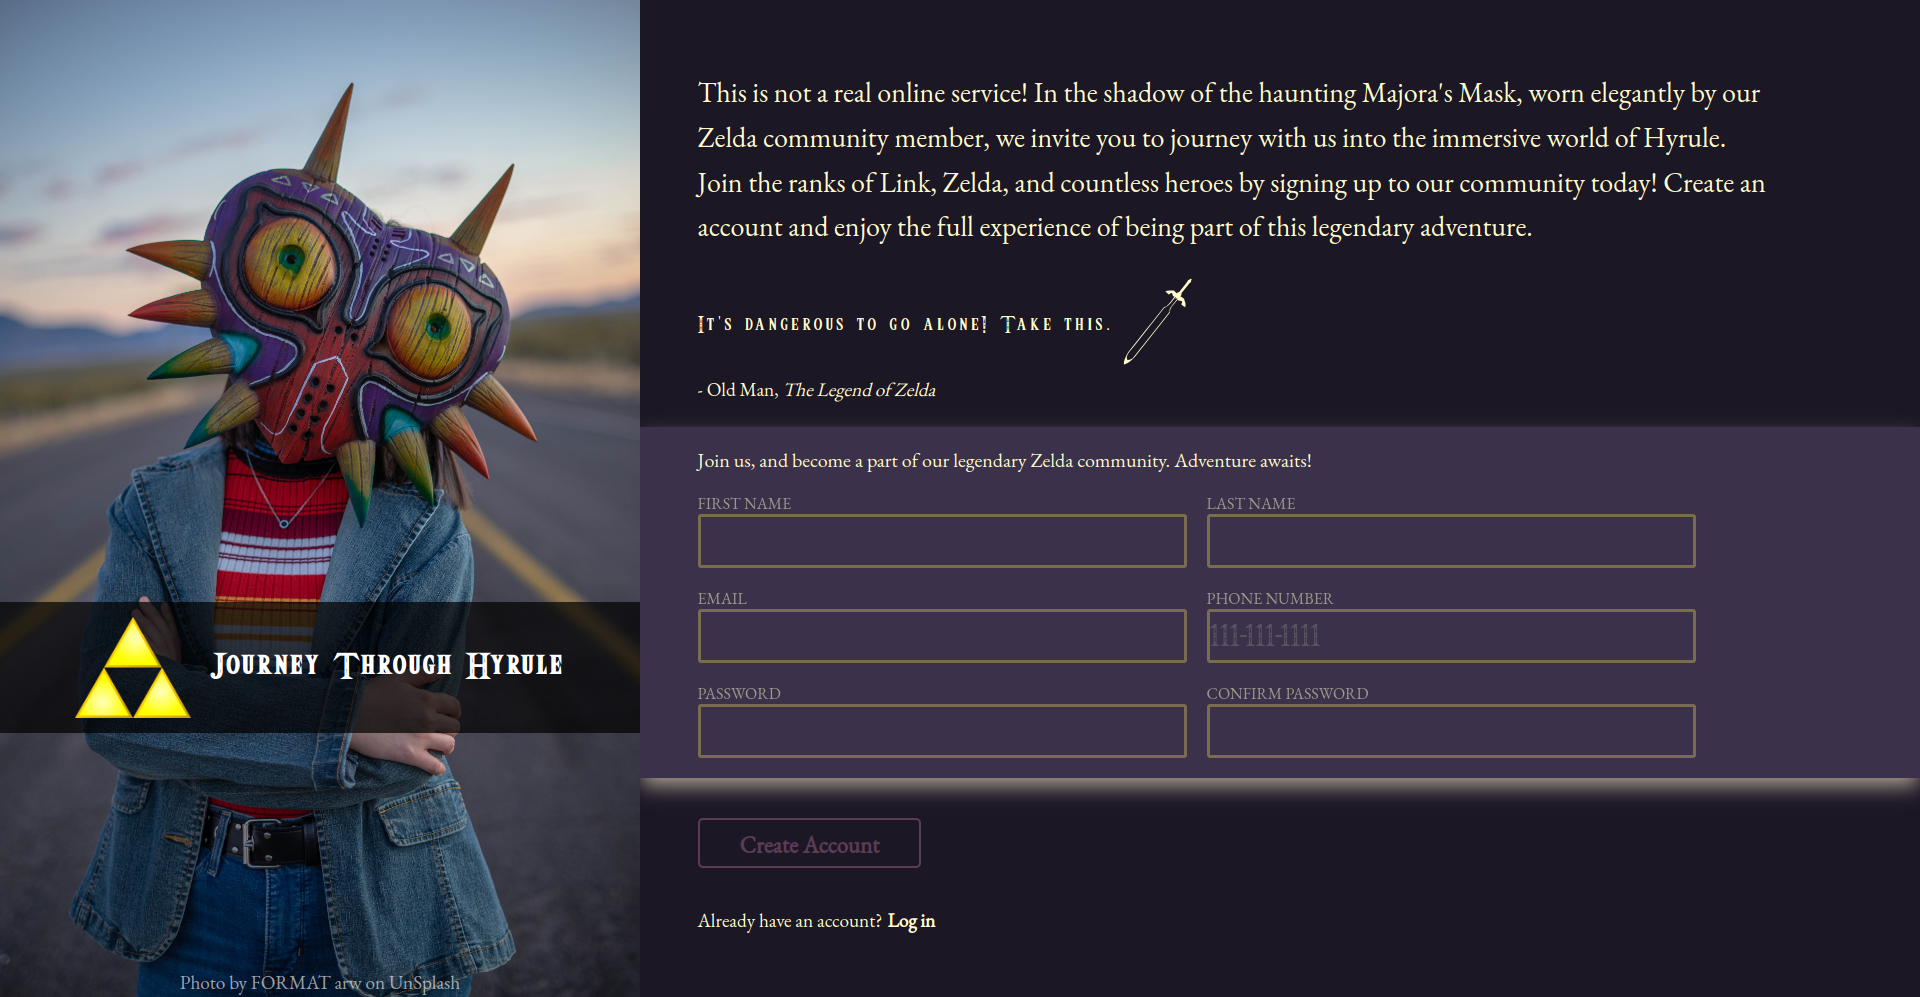 This is not a real online service! In the shadow of the haunting Majora's Mask, worn elegantly by our
Zelda community member, we invite you to journey with us into the immersive world of Hyrule.
Join the ranks of Link, Zelda, and countless heroes by signing up to our community today! Create an
account and enjoy the full experience of being part of this legendary adventure.
It's dangerous to go alone! Take this.
- Old Man, The Legend of Zelda
Join us, and become a part of our legendary Zelda community. Adventure awaits!
FIRST NAME
LAST NAME
EMAIL
PHONE NUMBER
111-111-1111
PASSWORD
CONFIRM PASSWORD
Create Account
Already have an account? Log in
Journey Through Hyrule
Photo by FORMAT arw on UnSplash